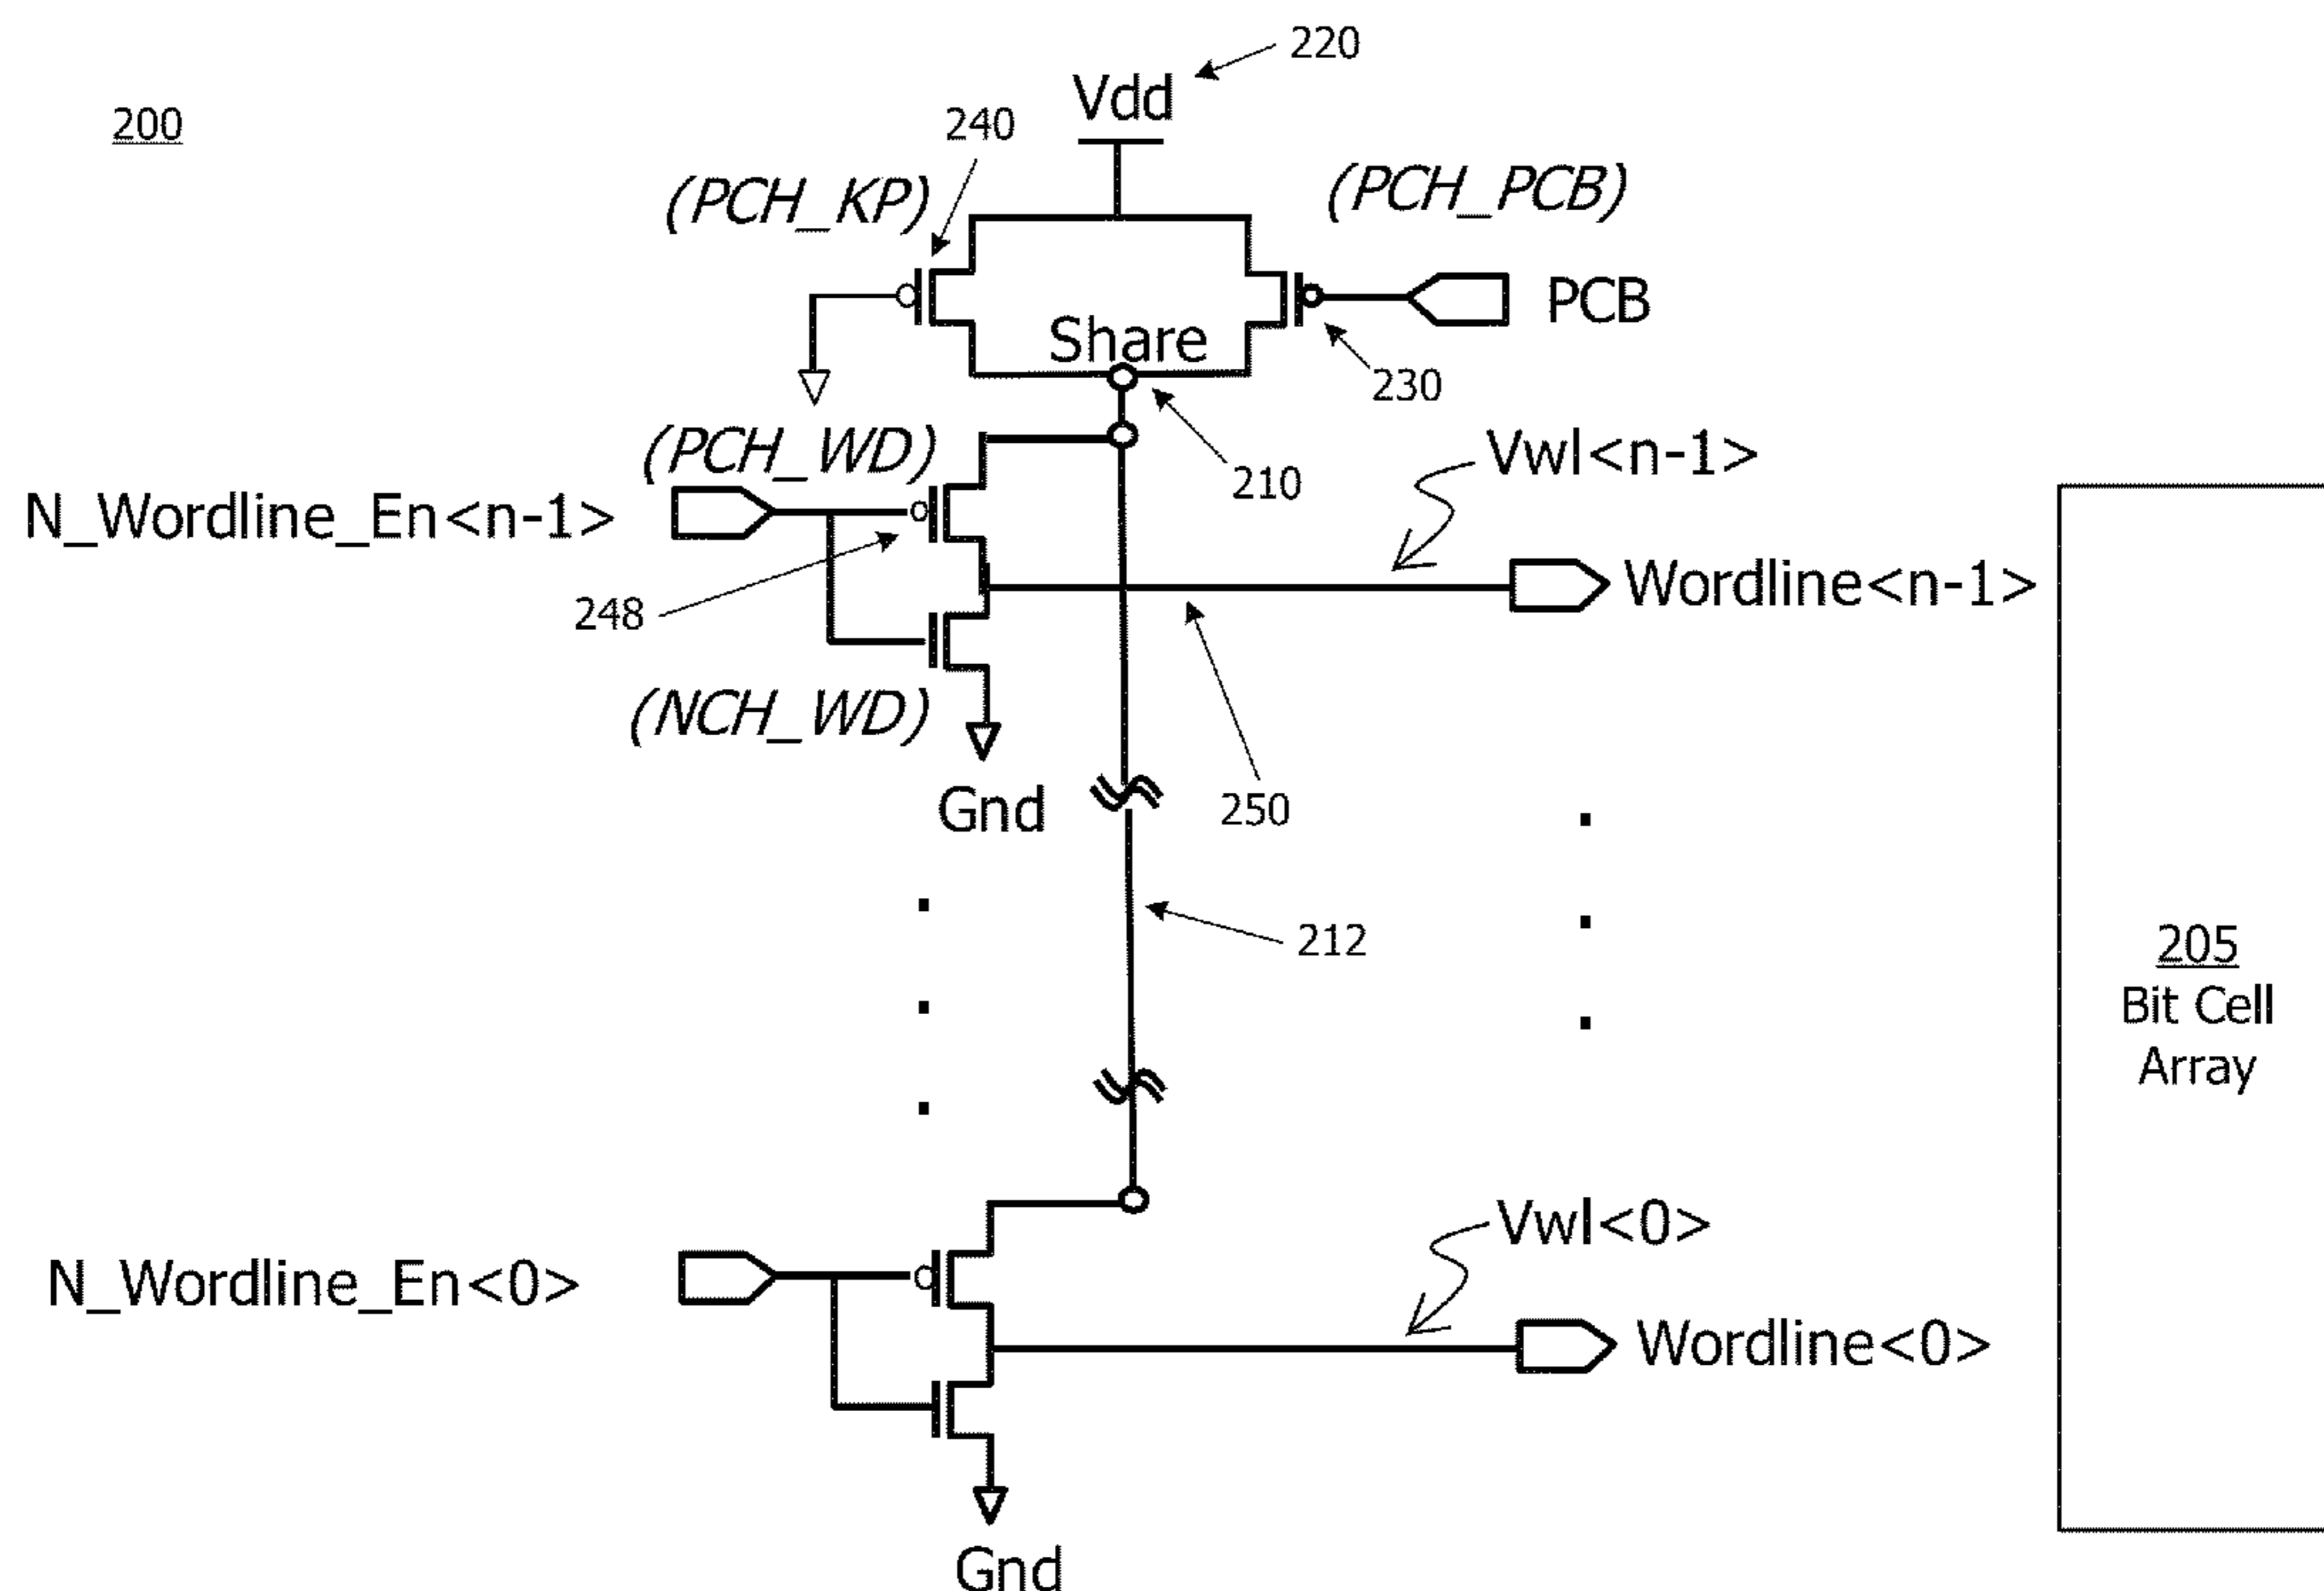 220
Vdd
200
240
(PCH_KP)
(PCH_PCB)
PCB
Share
230
(PCH_WD)
Vwl<n-1>
210
N_Wordline_En<n-1>
Wordline<n-1>
248
(NCH_WD)
Gnd
250
212
205
Bit Cell
Array
Vwl<0>
N_Wordline_En<0>
Wordline<0>
Gnd